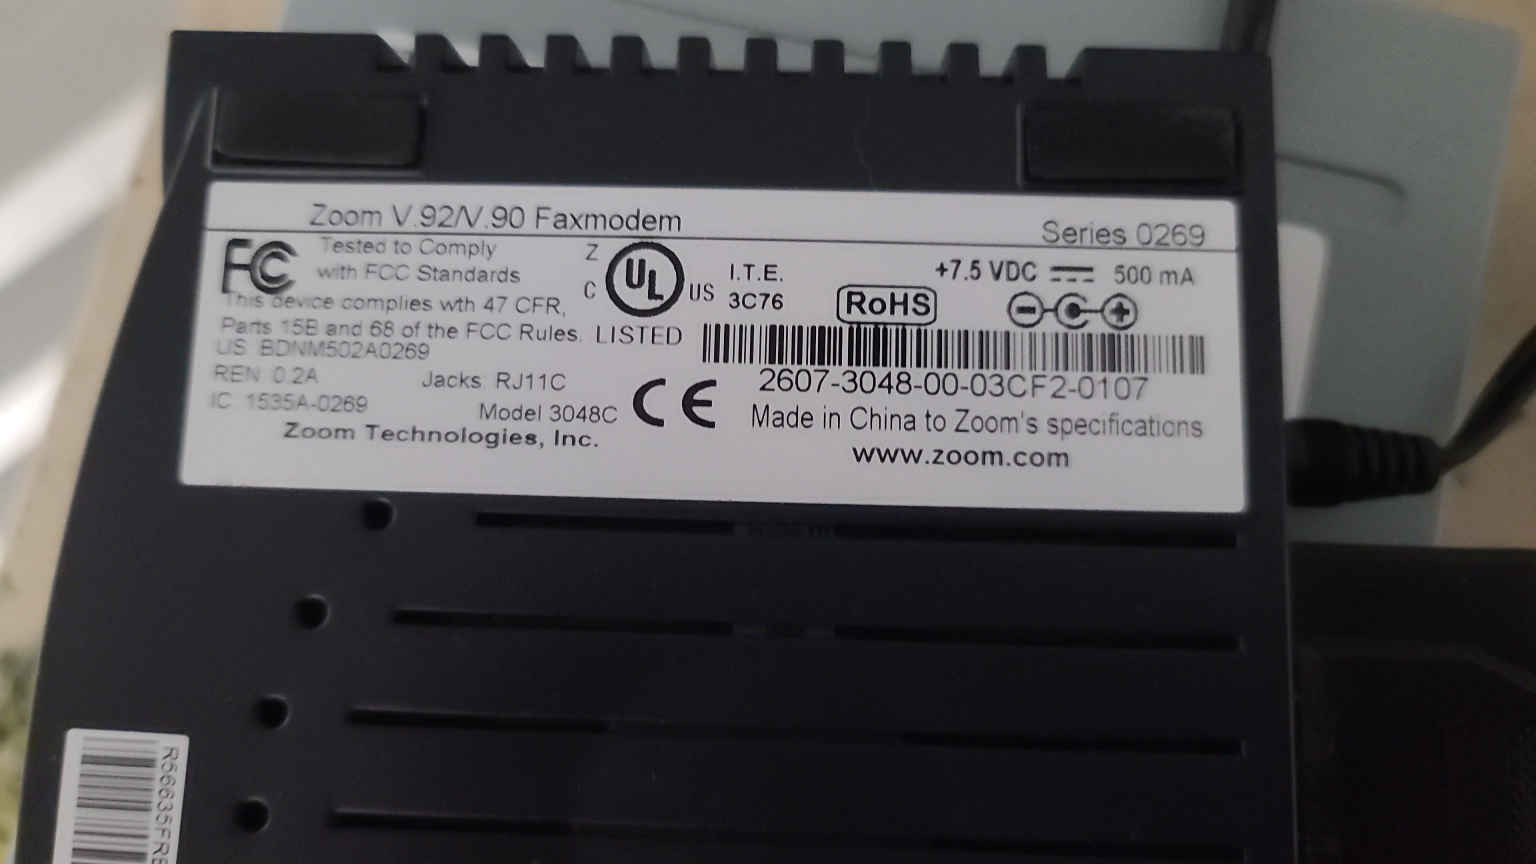 Zoom V.92/V.90 Faxmodem
Series 0269
FC Tested to Comply
with FCC Standards
This device complies wth 47 CFR,
Parts 15B and 68 of the FCC Rules.
US BDNM502A0269
REN 0.2A
Jacks RJ11C
IC 1535A-0269
Model 3048C
Zoom Technologies, Inc.
Z
C UL US
LISTED
I.T.E.
3C76
RoHS
+7.5 VDC 500 mA
CE
2607-3048-00-03CF2-0107
Made in China to Zoom's specifications
www.zoom.com